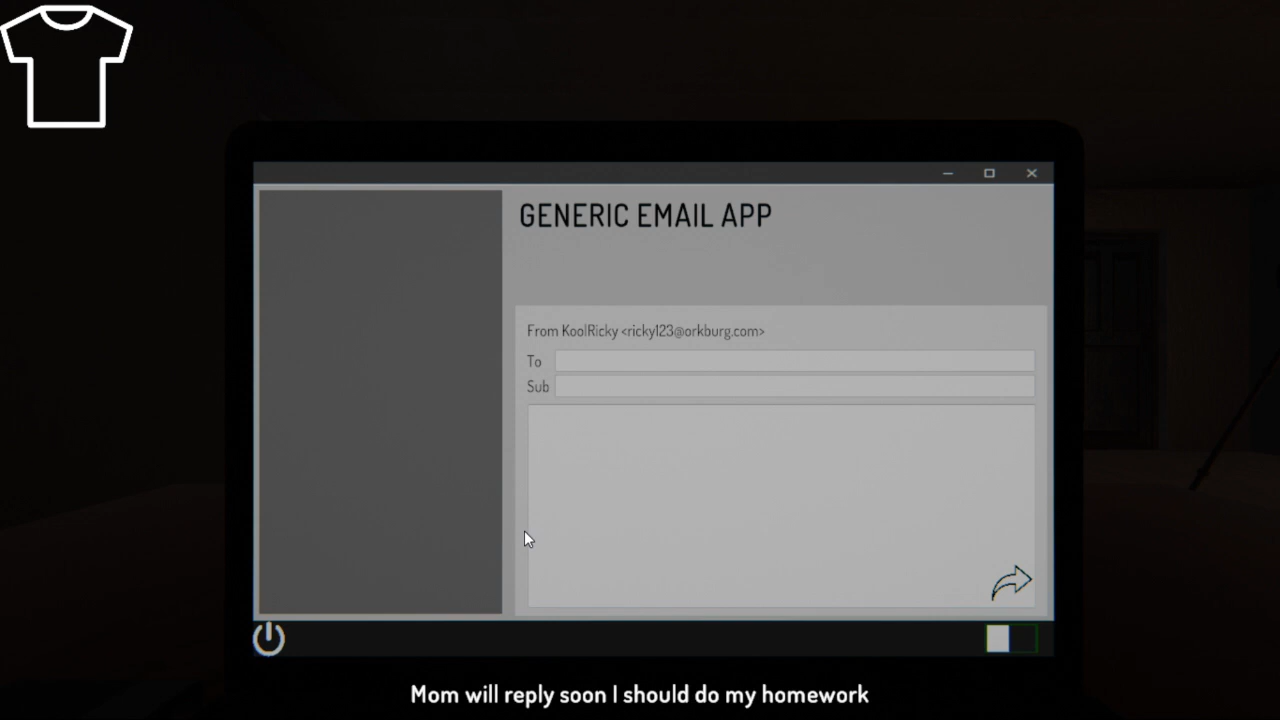 GENERIC EMAIL APP
From KoolRicky <ricky123@orkburg.com>
To
Sub
Mom will reply soon I should do my homework